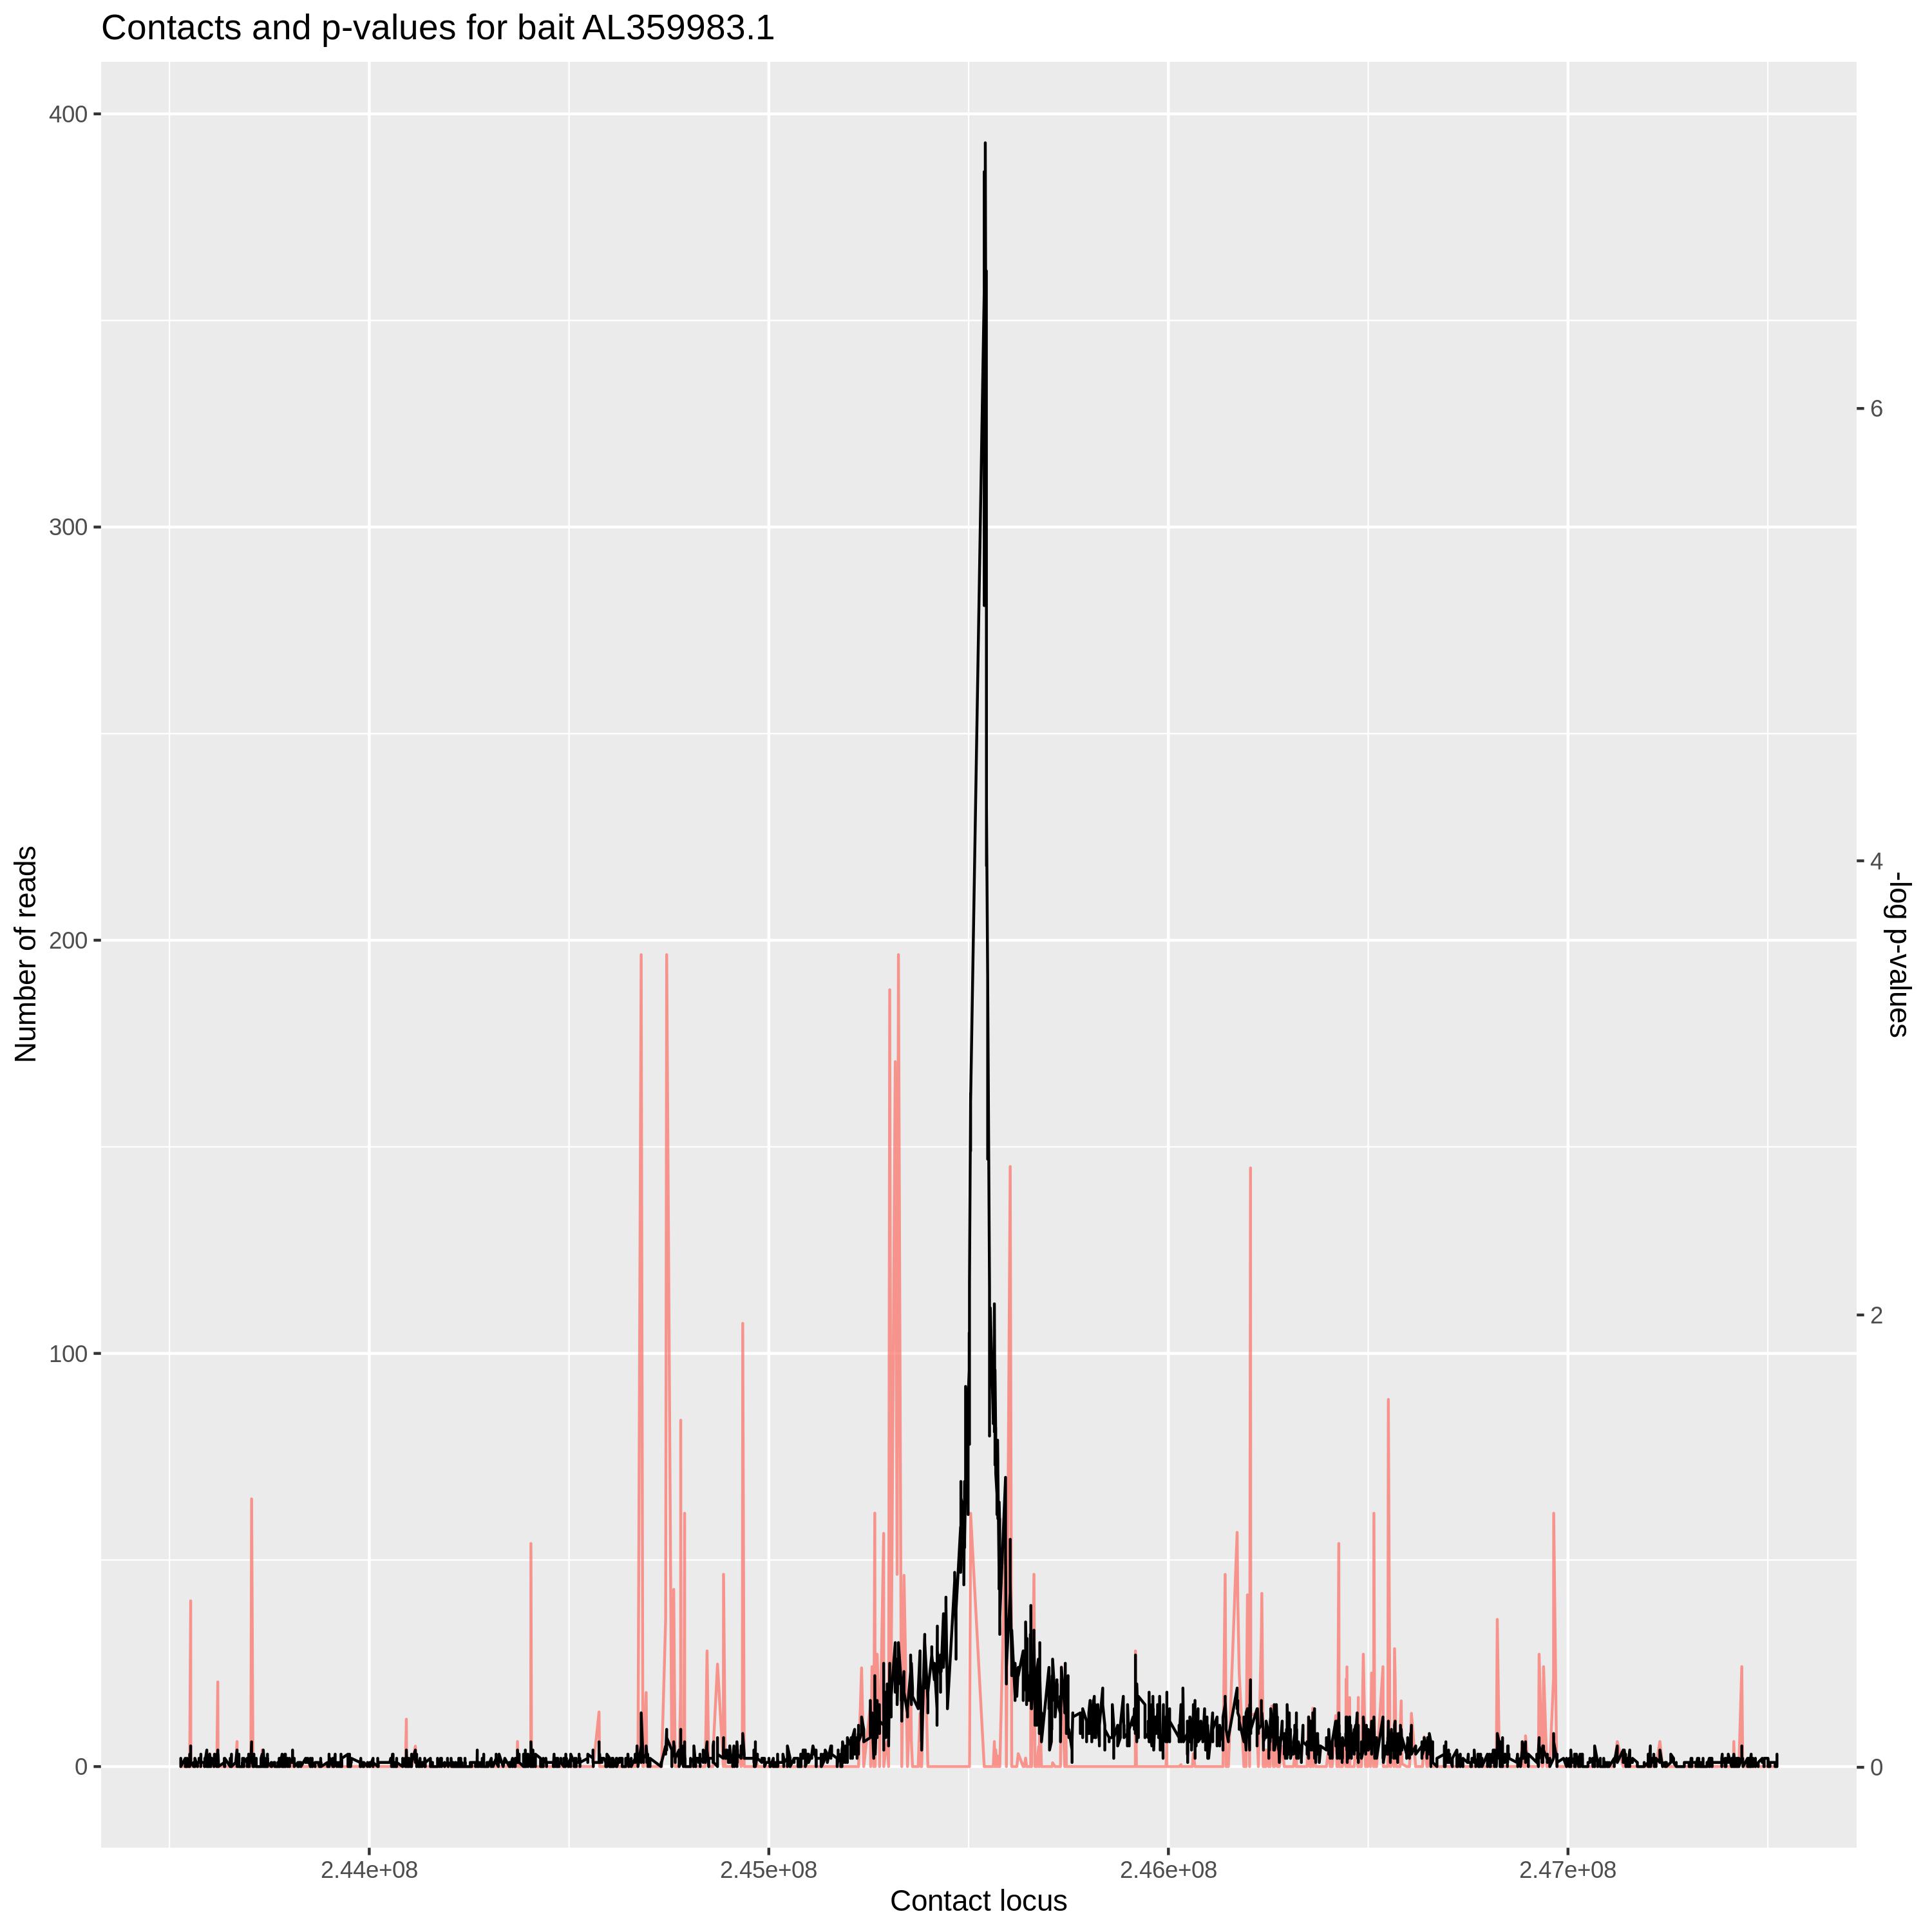 Contacts and p-values for bait AL359983.1
400
300
200
100
0
Number of reads
6
4
2
0
-log p-values
2.44e+08
2.45e+08
2.46e+08
2.47e+08
Contact locus